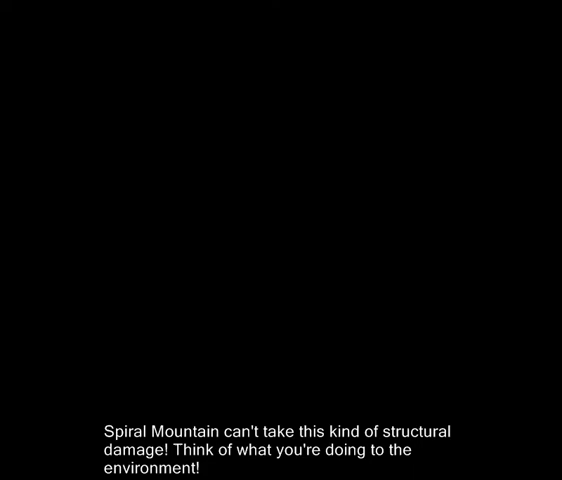 Spiral Mountain can't take this kind of structural
damage! Think of what you're doing to the
environment!